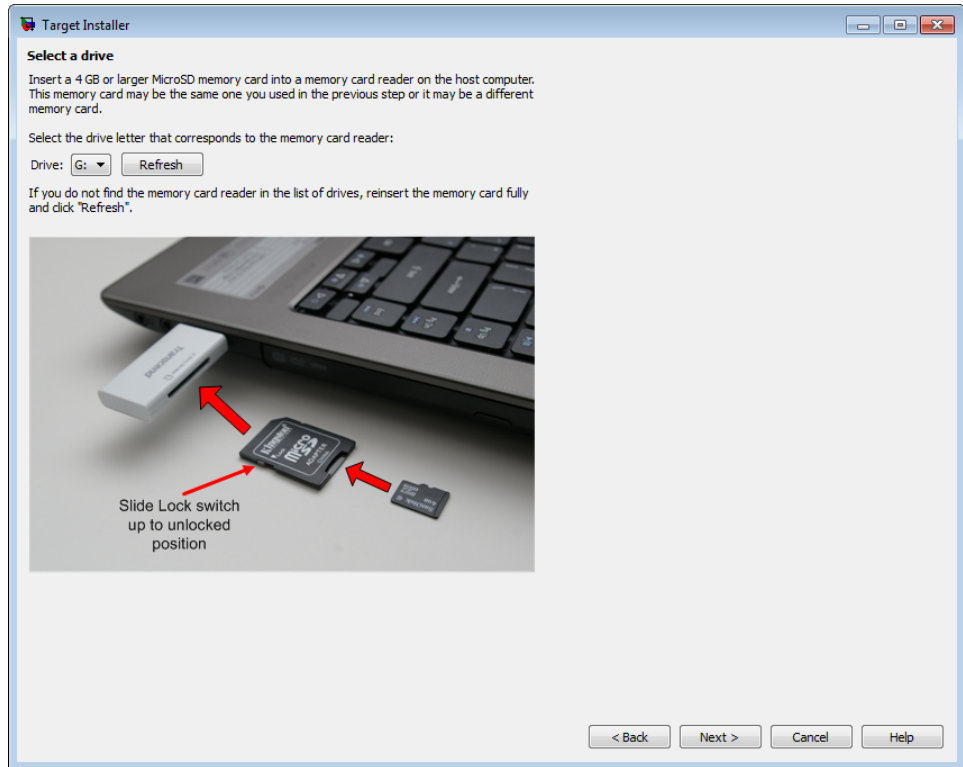 Target Installer
Select a drive
Insert a 4 GB or larger MicroSD memory card into a memory card reader on the host computer.
This memory card may be the same one you used in the previous step or it may be a different
memory card.
Select the drive letter that corresponds to the memory card reader:
Drive: G: Refresh
If you do not find the memory card reader in the list of drives, reinsert the memory card fully
and click "Refresh".
Transcend
Kingston
Micro
SD
ADAPTER
SanDisk
Slide Lock switch
up to unlocked
position
< Back Next > Cancel Help